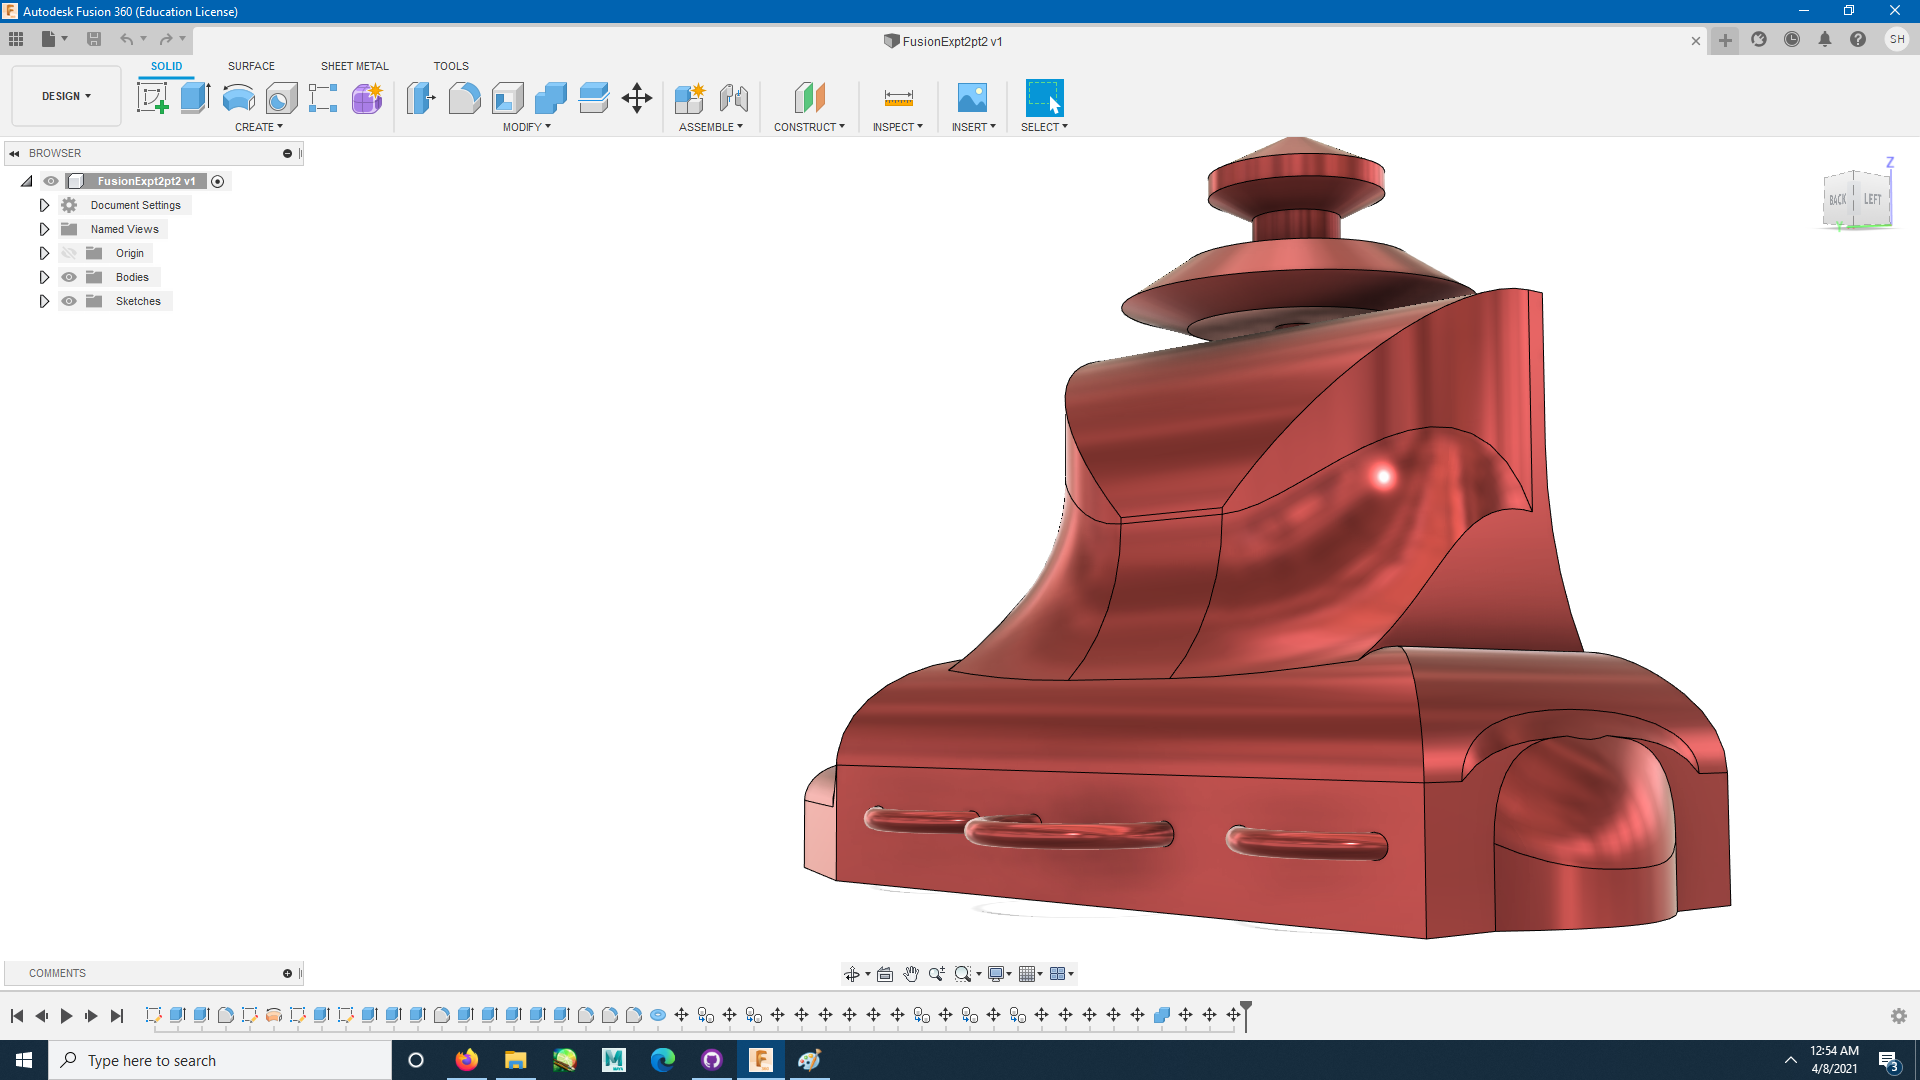 Autodesk Fusion 360 (Education License)
FusionExpt2pt2 v1
SH
DESIGN
SOLID SURFACE SHEET METAL TOOLS
CREATE MODIFY ASSEMBLE CONSTRUCT INSPECT INSERT SELECT
BROWSER
FusionExpt2pt2 v1
Document Settings
Named Views
Origin
Bodies
Sketches
Z
BACK LEFT
Y
COMMENTS
Type here to search
12:54 AM
4/8/2021
3